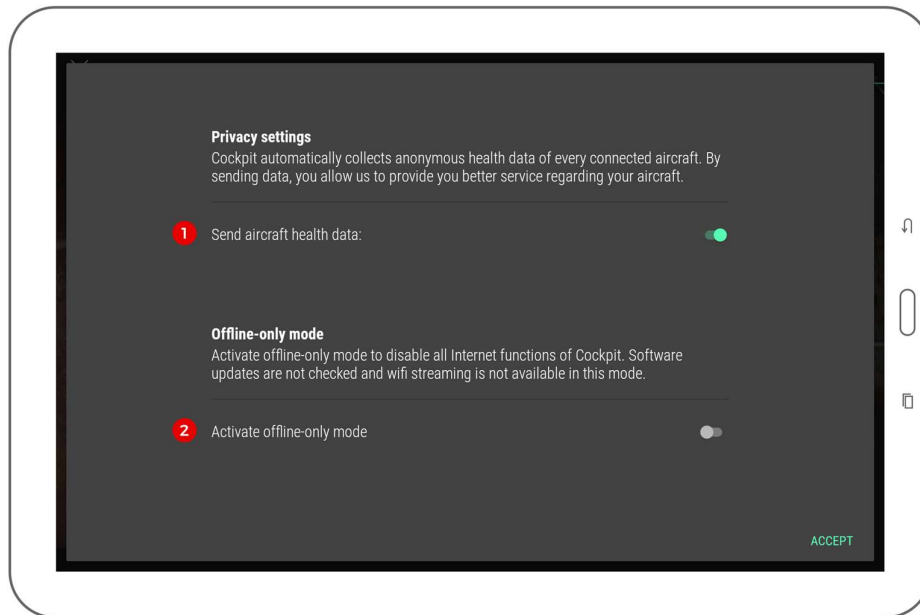 Privacy settings
Cockpit automatically collects anonymous health data of every connected aircraft. By
sending data, you allow us to provide you better service regarding your aircraft.
1 Send aircraft health data:
Offline-only mode
Activate offline-only mode to disable all Internet functions of Cockpit. Software
updates are not checked and wifi streaming is not available in this mode.
2 Activate offline-only mode
ACCEPT